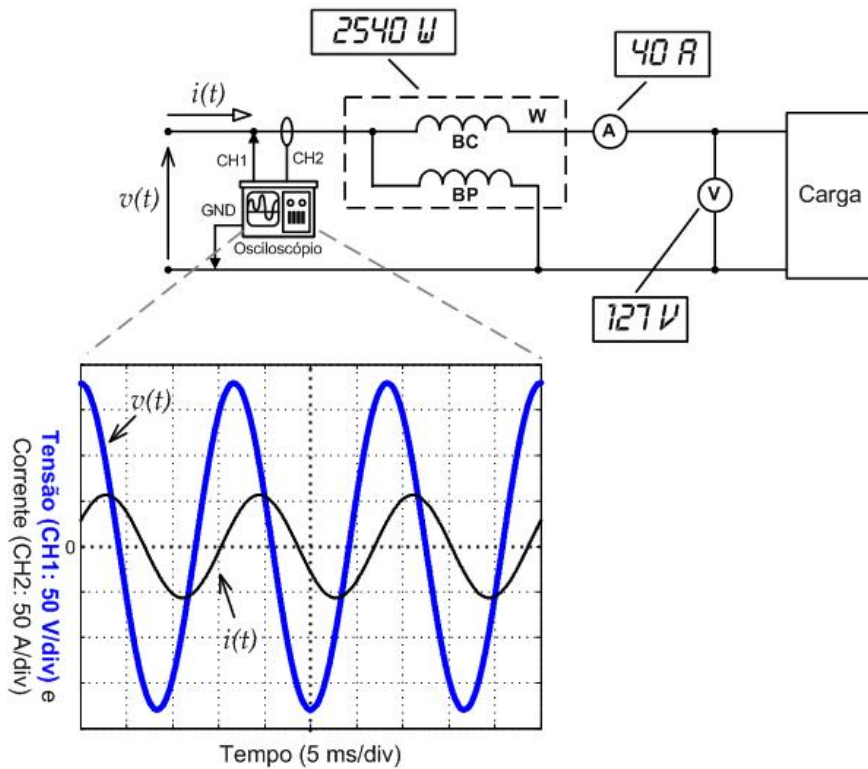 2540 W
40 A
i(t)
W
A
BC
CH1
CH2
BP
v(t)
V
Carga
GND
Osciloscópio
127 V
v(t)
0
i(t)
Tensão (CH1: 50 V/div) e
Corrente (CH2: 50 A/div)
Tempo (5 ms/div)